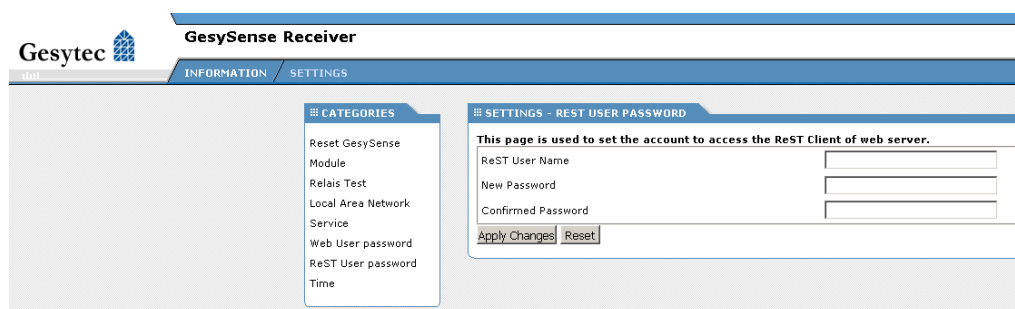 GesySense Receiver
Gesytec
INFORMATION / SETTINGS
CATEGORIES
Reset GesySense
Module
Relais Test
Local Area Network
Service
Web User password
ReST User password
Time
SETTINGS - REST USER PASSWORD
This page is used to set the account to access the ReST Client of web server.
ReST User Name
New Password
Confirmed Password
Apply Changes Reset